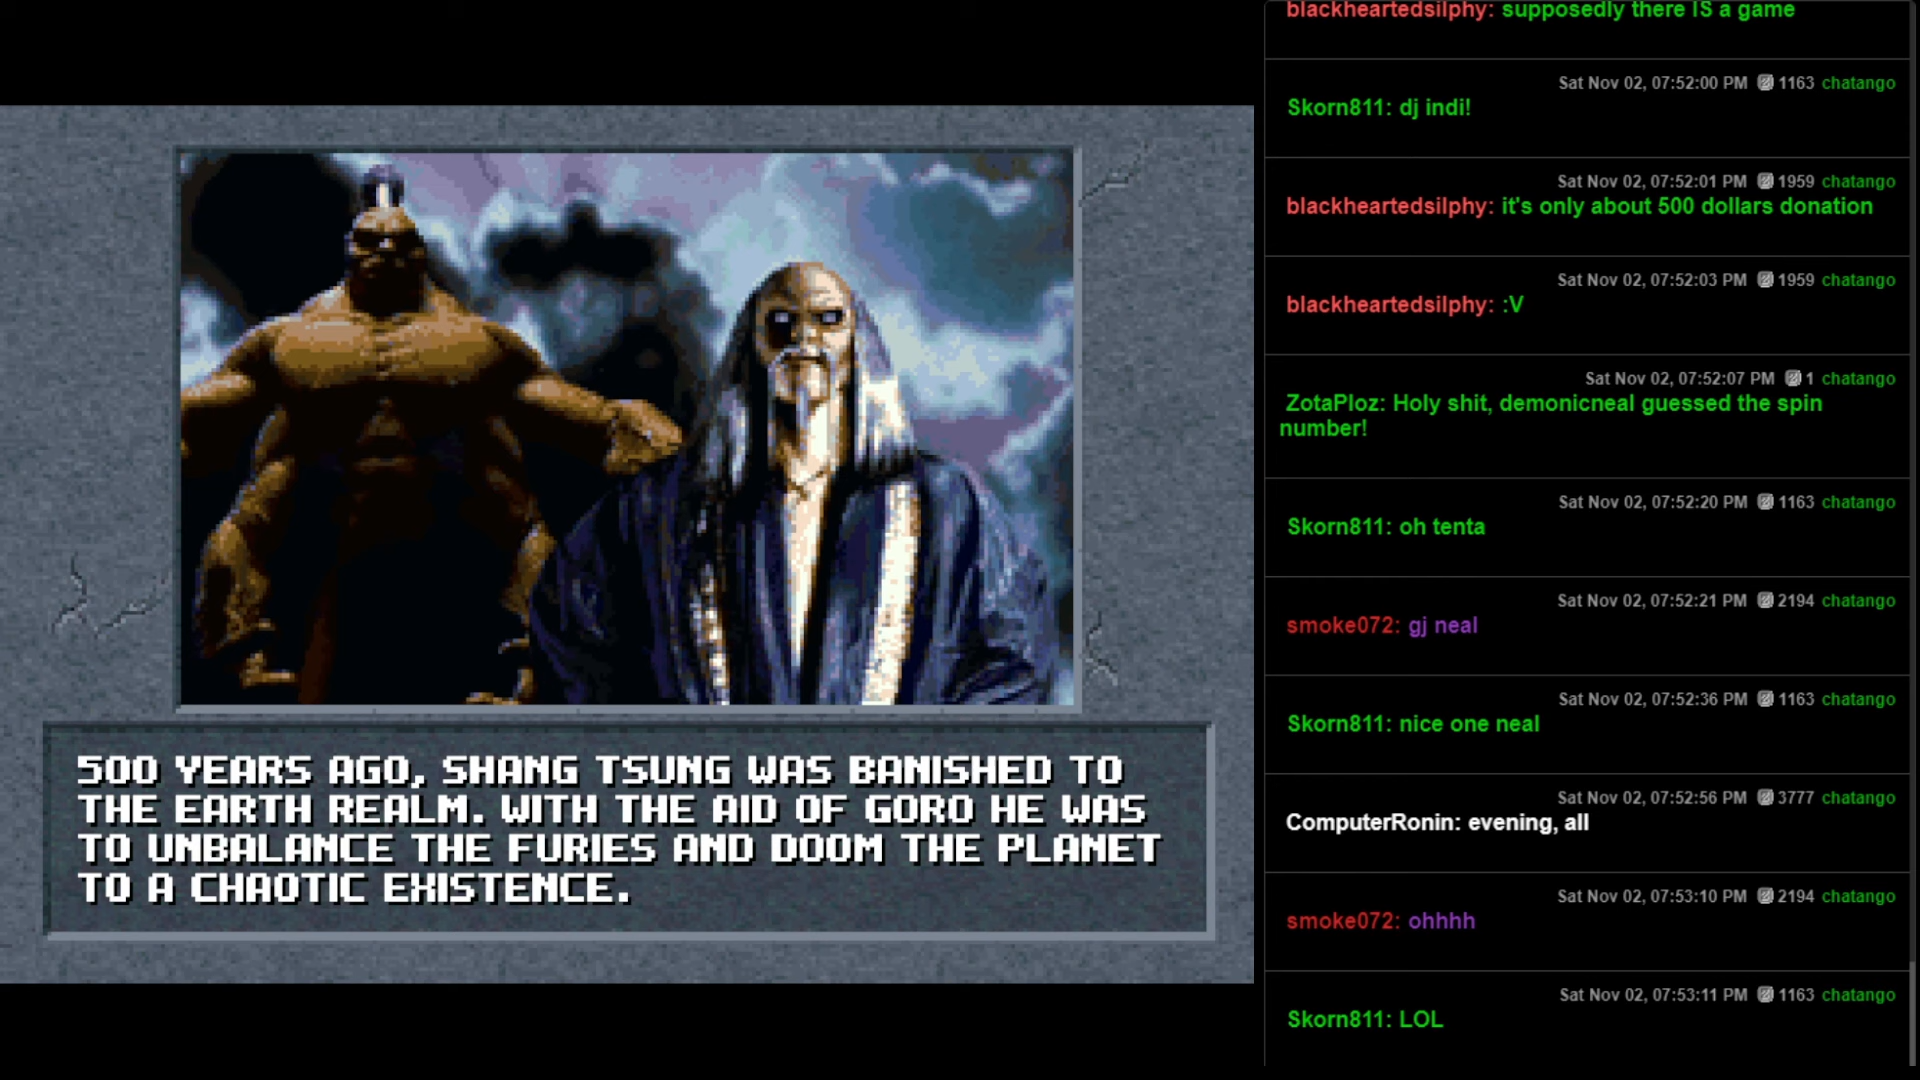 500 YEARS AGO, SHANG TSUNG WAS BANISHED TO
THE EARTH REALM. WITH THE AID OF GORO HE WAS
TO UNBALANCE THE FURIES AND DOOM THE PLANET
TO A CHAOTIC EXISTENCE.
blackheartedsilphy: supposedly there IS a game
Sat Nov 02, 07:52:00 PM 1163 chatango
Skorn811: dj indi!
Sat Nov 02, 07:52:01 PM 1959 chatango
blackheartedsilphy: it's only about 500 dollars donation
Sat Nov 02, 07:52:03 PM 1959 chatango
blackheartedsilphy: :V
Sat Nov 02, 07:52:07 PM 1 chatango
ZotaPloz: Holy shit, demonicneal guessed the spin
number!
Sat Nov 02, 07:52:20 PM 1163 chatango
Skorn811: oh tenta
Sat Nov 02, 07:52:21 PM 2194 chatango
smoke072: gj neal
Sat Nov 02, 07:52:36 PM 1163 chatango
Skorn811: nice one neal
Sat Nov 02, 07:52:56 PM 3777 chatango
ComputerRonin: evening, all
Sat Nov 02, 07:53:10 PM 2194 chatango
smoke072: ohhhh
Sat Nov 02, 07:53:11 PM 1163 chatango
Skorn811: LOL